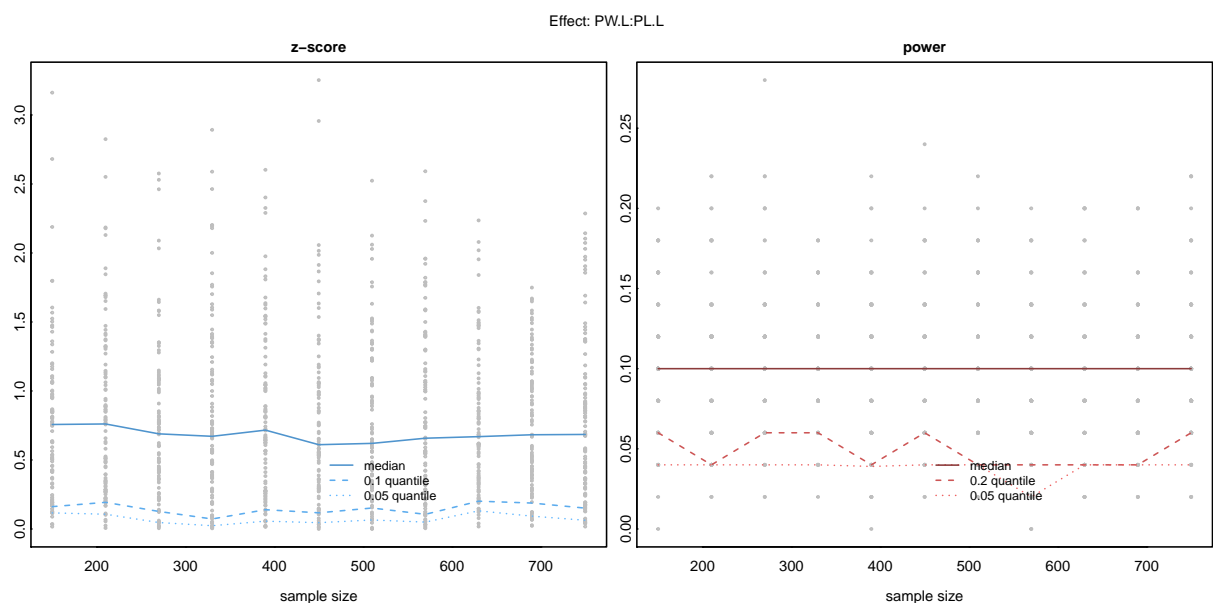 Effect: PW.L:PL.L
z−score
power
0.0
0.5
1.0
1.5
2.0
2.5
3.0
median
0.1 quantile
0.05 quantile
200 300 400 500 600 700
sample size
0.00
0.05
0.10
0.15
0.20
0.25
median
0.2 quantile
0.05 quantile
200 300 400 500 600 700
sample size